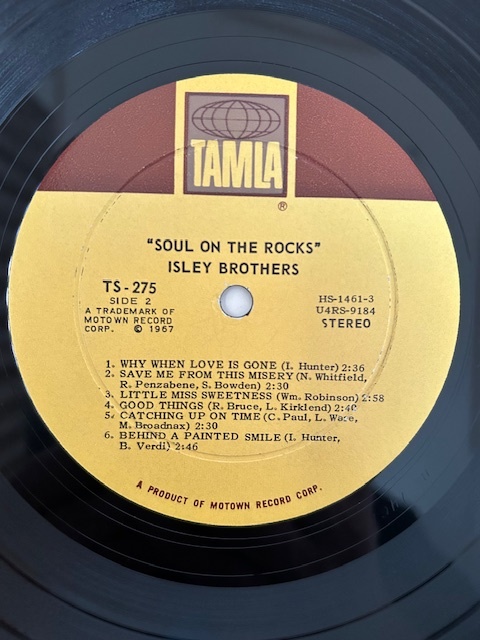 TAMLA
®
"SOUL ON THE ROCKS"
ISLEY BROTHERS
TS-275
SIDE 2
A TRADEMARK OF
MOTOWN RECORD
CORP. © 1967
HS-1461-3
U4RS-9184
STEREO
1. WHY WHEN LOVE IS GONE (I. Hunter) 2:36
2. SAVE ME FROM THIS MISERY (N. Whitfield,
R. Penzabene, S. Bowden) 2:30
3. LITTLE MISS SWEETNESS (Wm. Robinson) 2:58
4. GOOD THINGS (R. Bruce, L. Kirklend)
5. CATCHING UP ON TIME (C. Paul, L. Ware,
M. Broadnax) 2:30
6. BEHIND A PAINTED SMILE (I. Hunter,
B. Verdi) 2:46
A PRODUCT OF MOTOWN RECORD CORP.